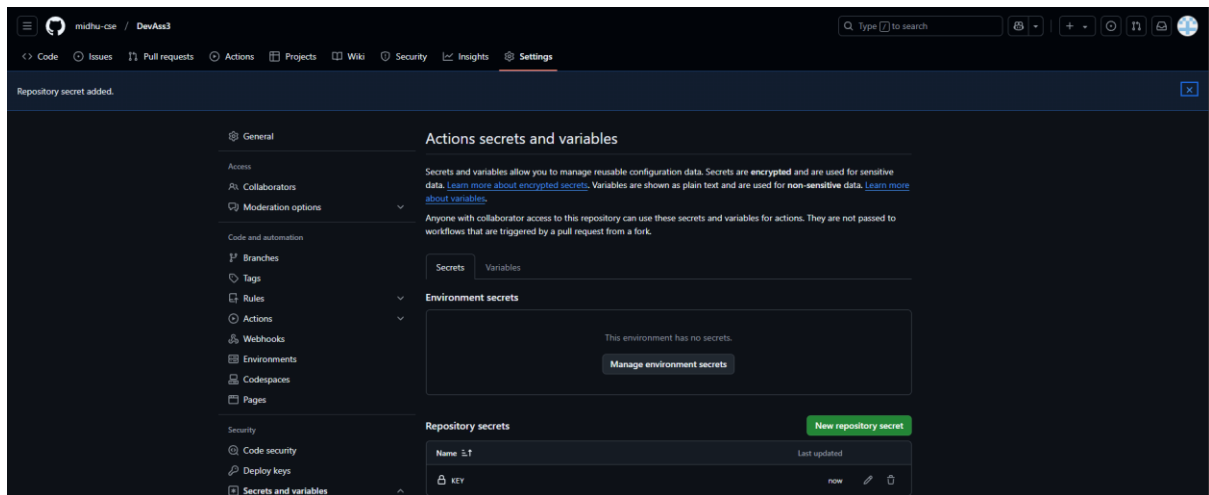 midhu-cse / DevAss3
Type / to search
Code Issues Pull requests Actions Projects Wiki Security Insights Settings
Repository secret added.
General
Access
Collaborators
Moderation options
Code and automation
Branches
Tags
Rules
Actions
Webhooks
Environments
Codespaces
Pages
Security
Code security
Deploy keys
Secrets and variables
Actions secrets and variables
Secrets and variables allow you to manage reusable configuration data. Secrets are encrypted and are used for sensitive
data. Learn more about encrypted secrets. Variables are shown as plain text and are used for non-sensitive data. Learn more
about variables.
Anyone with collaborator access to this repository can use these secrets and variables for actions. They are not passed to
workflows that are triggered by a pull request from a fork.
Secrets Variables
Environment secrets
This environment has no secrets.
Manage environment secrets
Repository secrets New repository secret
Name Last updated
KEY now